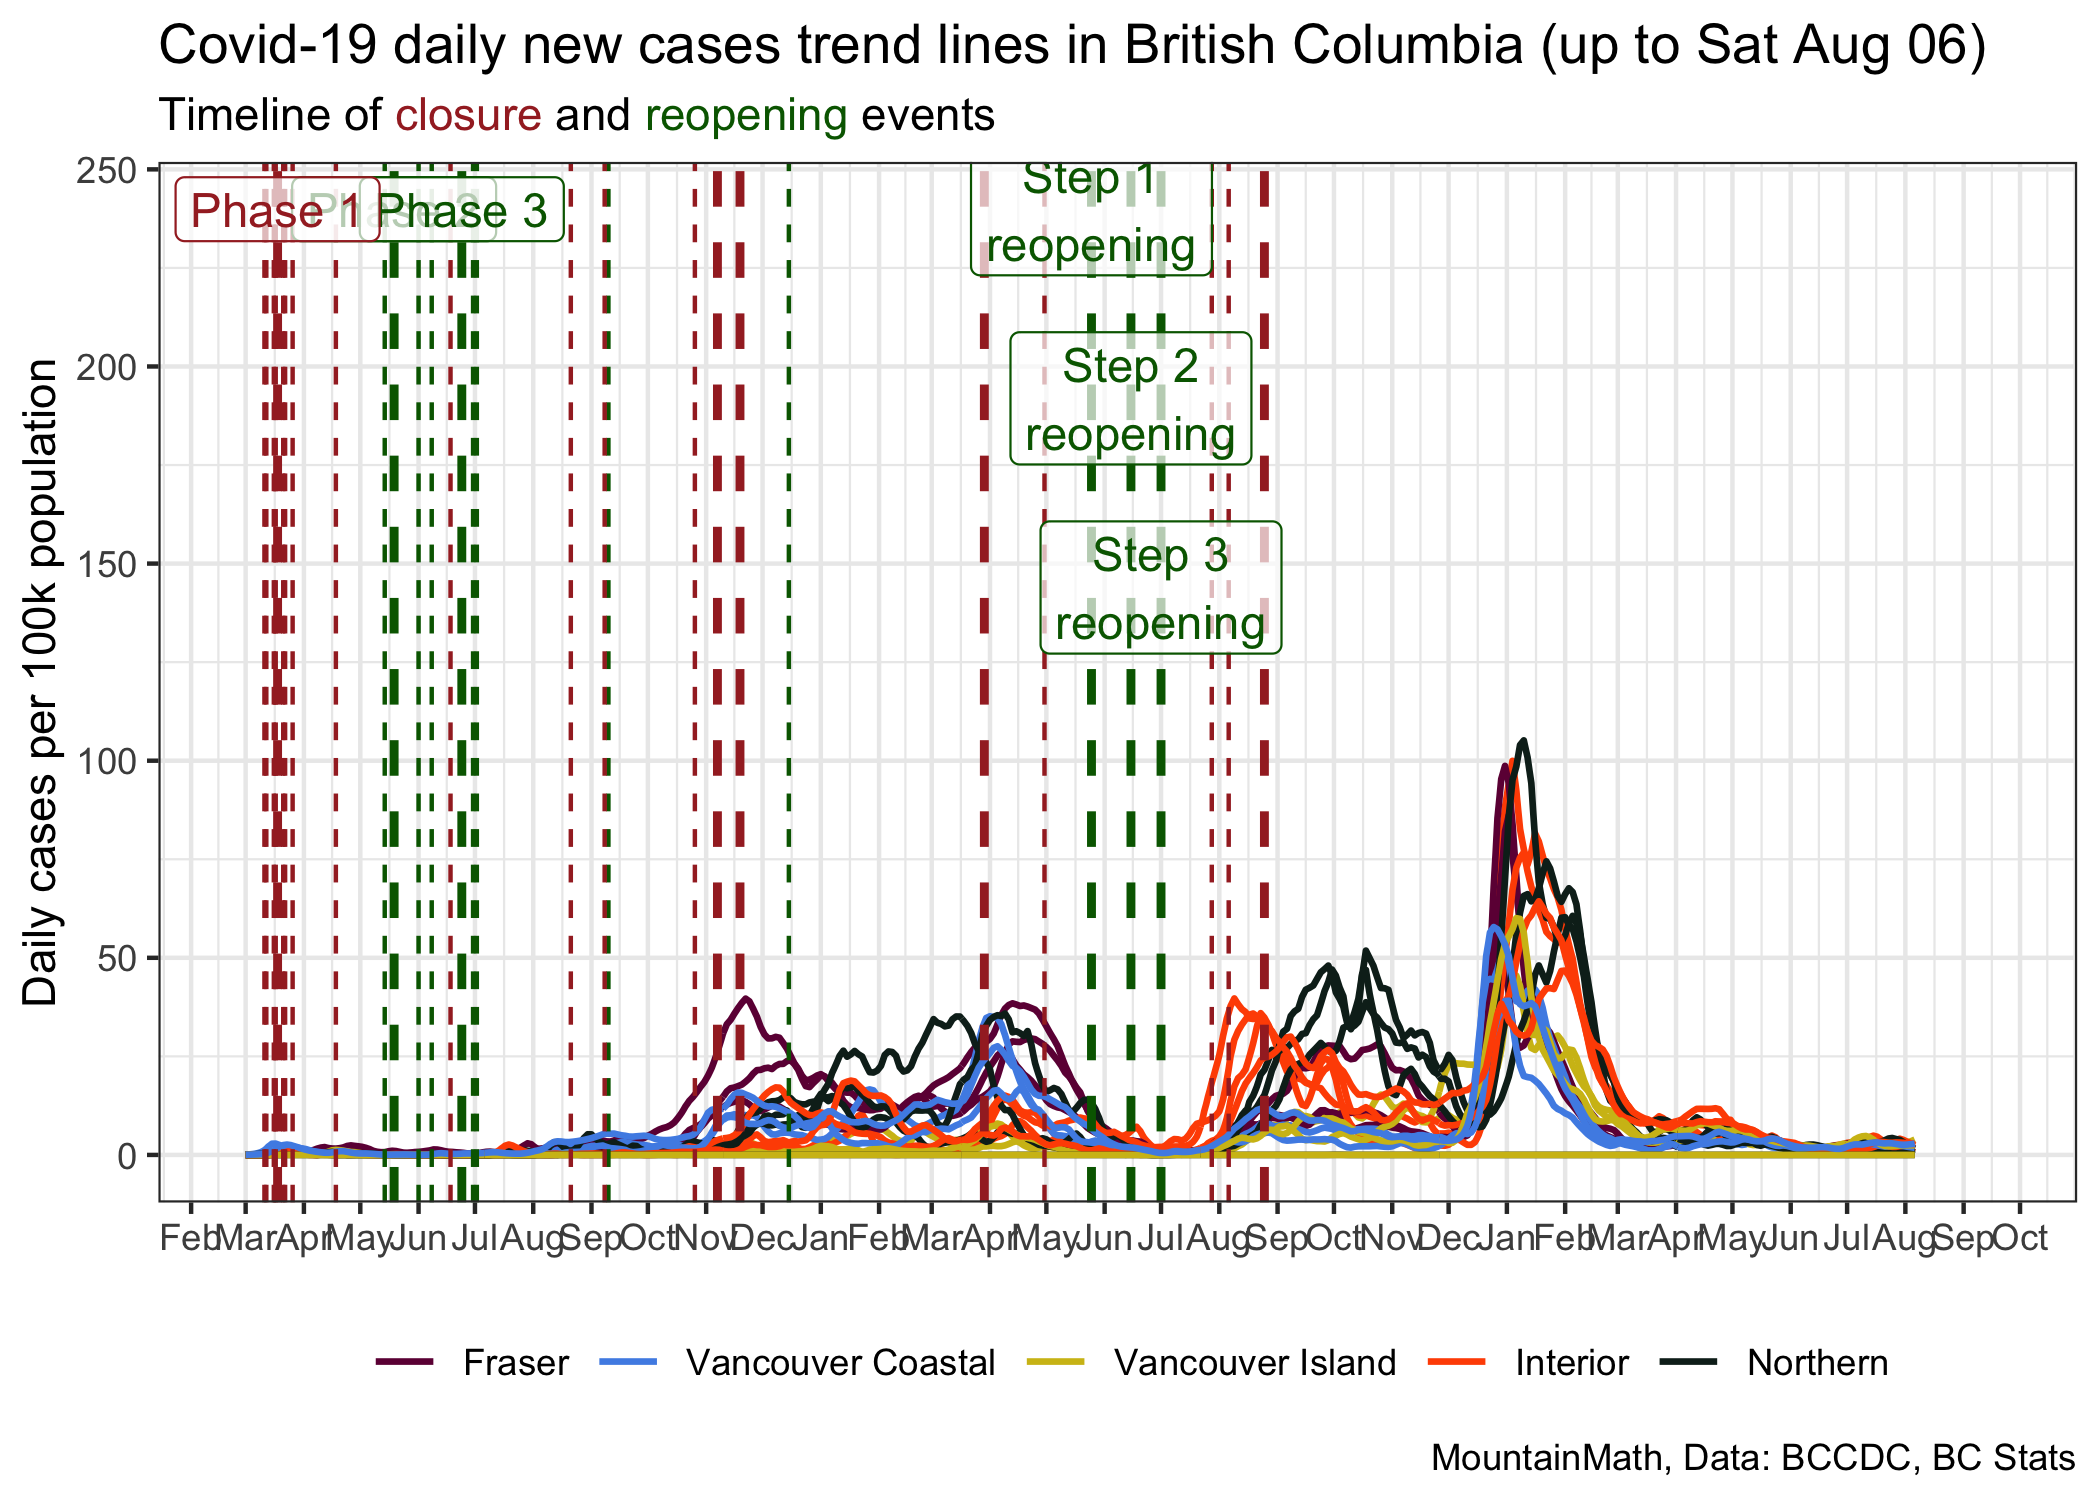 Covid-19 daily new cases trend lines in British Columbia (up to Sat Aug 06)
Timeline of closure and reopening events
Daily cases per 100k population
250
200
150
100
50
0
Phase 1
Phase 2
Phase 3
Step 1
reopening
Step 2
reopening
Step 3
reopening
Feb Mar Apr May Jun Jul Aug Sep Oct Nov Dec Jan Feb Mar Apr May Jun Jul Aug Sep Oct Nov Dec Jan Feb Mar Apr May Jun Jul Aug Sep Oct
Fraser Vancouver Coastal Vancouver Island Interior Northern
MountainMath, Data: BCCDC, BC Stats